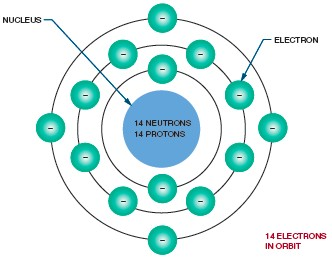 NUCLEUS
ELECTRON
14 NEUTRONS
14 PROTONS
14 ELECTRONS
IN ORBIT